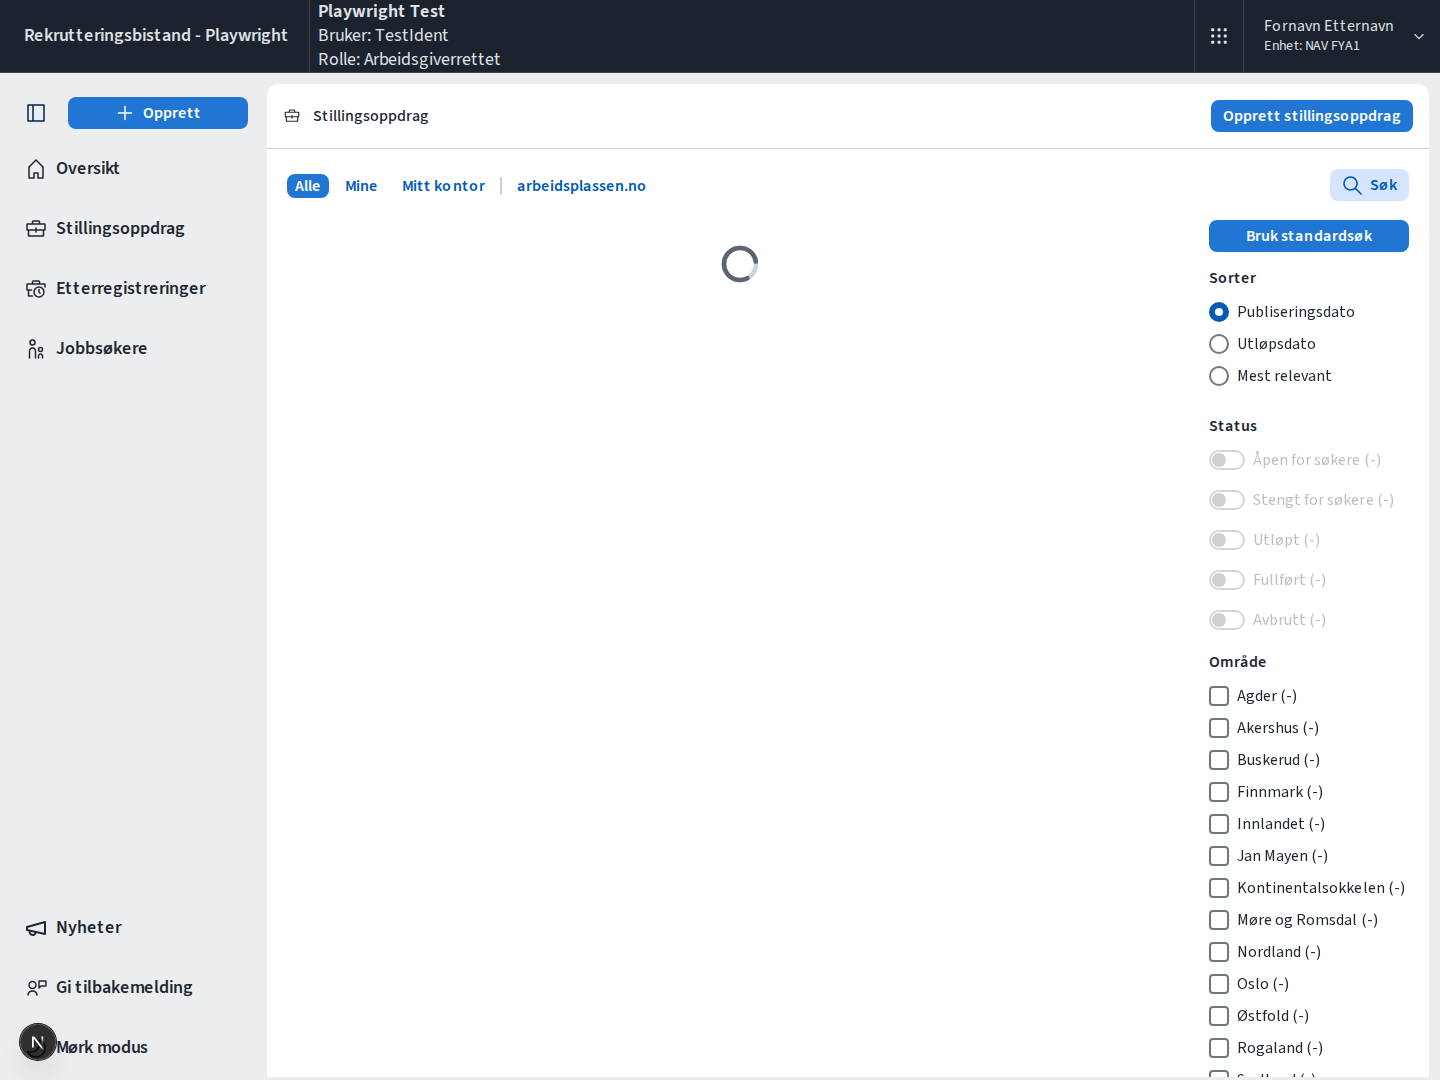 Rekrutteringsbistand - Playwright
Playwright Test
Bruker: TestIdent
Rolle: Arbeidsgiverrettet
Fornavn Etternavn
Enhet: NAV FYA1
Opprett
Oversikt
Stillingsoppdrag
Etterregistreringer
Jobbsøkere
Nyheter
Gi tilbakemelding
Mørk modus
Stillingsoppdrag
Opprett stillingsoppdrag
Alle
Mine
Mitt kontor
arbeidsplassen.no
Søk
Bruk standardsøk
Sorter
Publiseringsdato
Utløpsdato
Mest relevant
Status
Åpen for søkere (-)
Stengt for søkere (-)
Utløpt (-)
Fullført (-)
Avbrutt (-)
Område
Agder (-)
Akershus (-)
Buskerud (-)
Finnmark (-)
Innlandet (-)
Jan Mayen (-)
Kontinentalsokkelen (-)
Møre og Romsdal (-)
Nordland (-)
Oslo (-)
Østfold (-)
Rogaland (-)